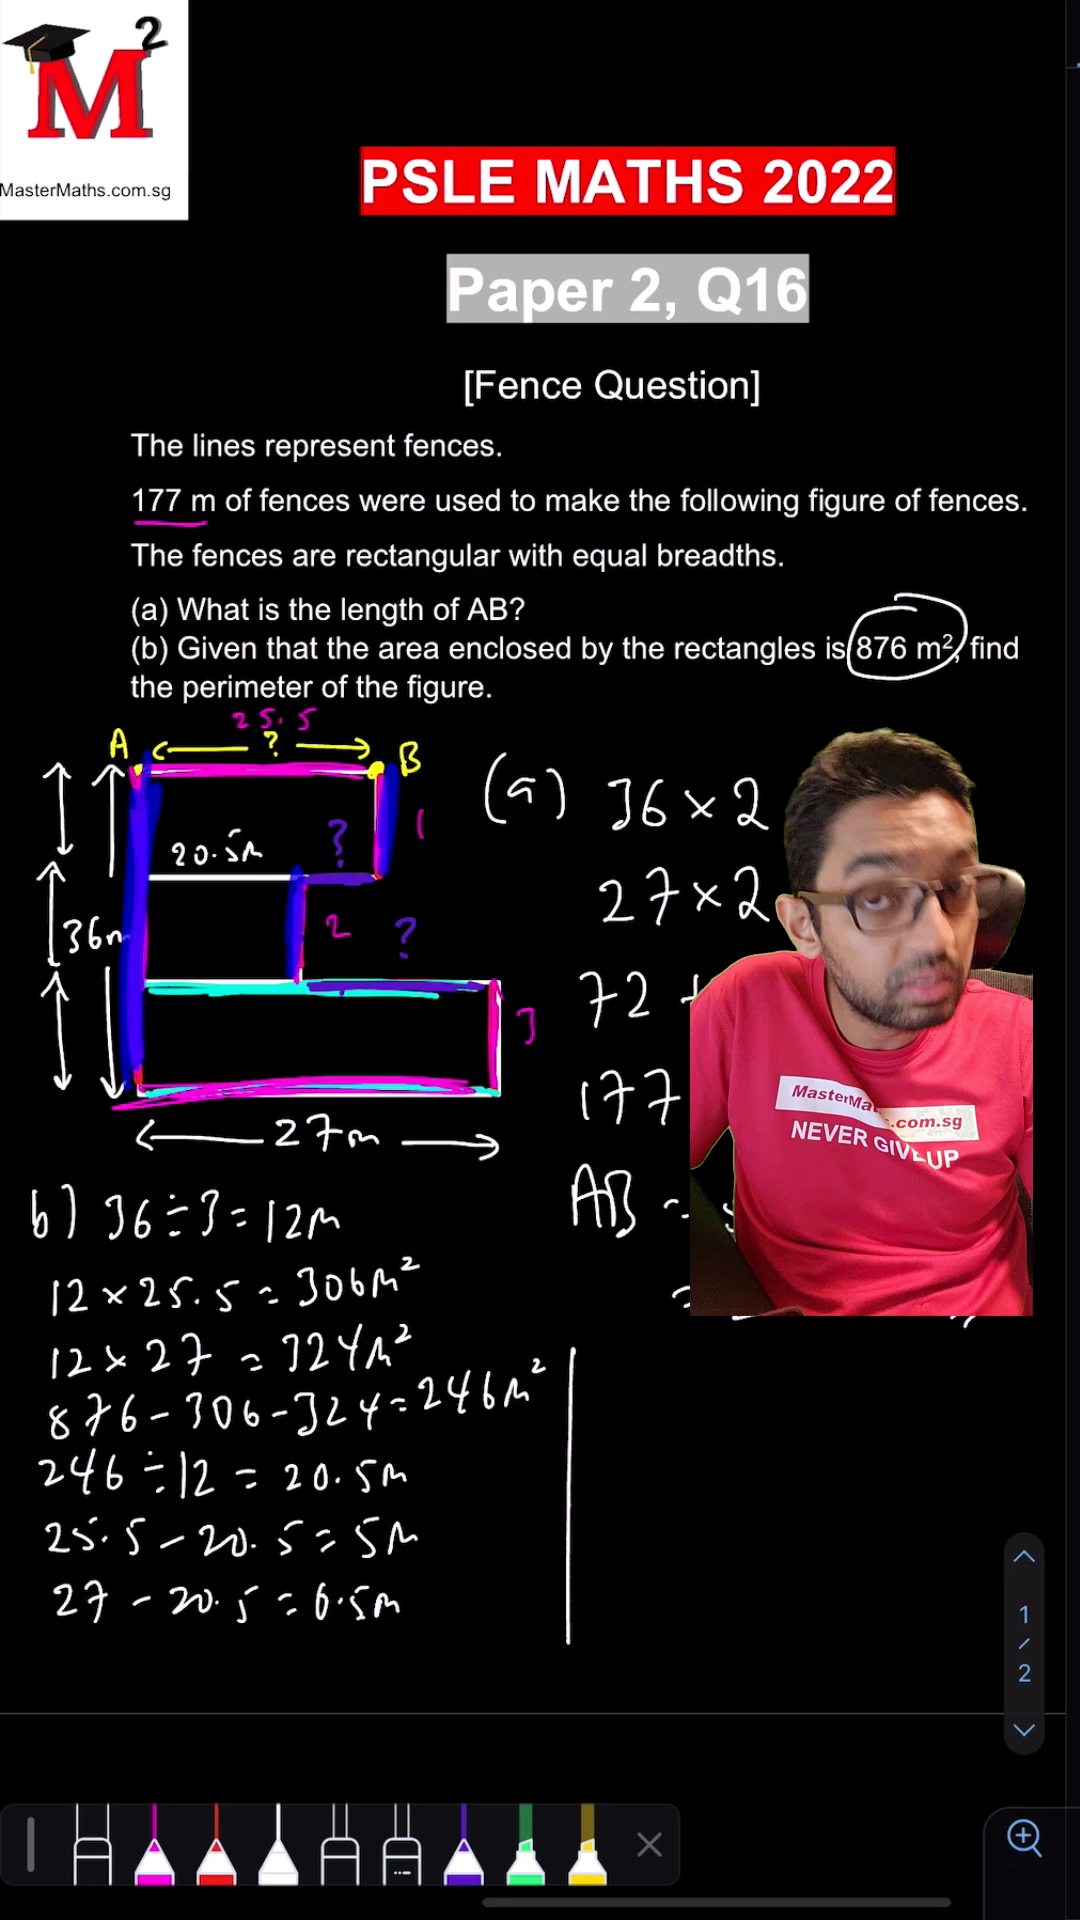 M²
MasterMaths.com.sg
PSLE MATHS 2022
Paper 2, Q16
[Fence Question]
The lines represent fences.
177 m of fences were used to make the following figure of fences.
The fences are rectangular with equal breadths.
(a) What is the length of AB?
(b) Given that the area enclosed by the rectangles is 876 m², find
the perimeter of the figure.
25.5
A ? B
20.5m ? 1
36m 2 ?
3
27m
(a) 36 × 2
27 × 2
72 +
177
AB =
=
MasterMa .com.sg
NEVER GIVE UP
b) 36 ÷ 3 = 12m
12 × 25.5 = 306m²
12 × 27 = 324m²
876 - 306 - 324 = 246m²
246 ÷ 12 = 20.5m
25.5 - 20.5 = 5m
27 - 20.5 = 6.5m
1
/
2